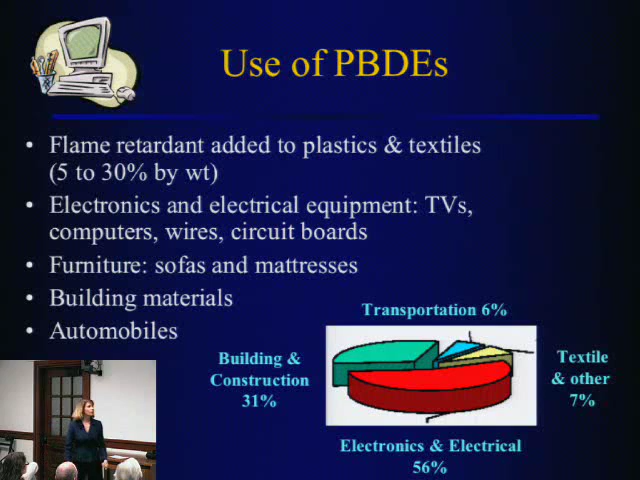 Use of PBDEs
• Flame retardant added to plastics & textiles
(5 to 30% by wt)
• Electronics and electrical equipment: TVs,
computers, wires, circuit boards
• Furniture: sofas and mattresses
• Building materials
• Automobiles
Transportation 6%
Building &
Construction
31%
Textile
& other
7%
Electronics & Electrical
56%